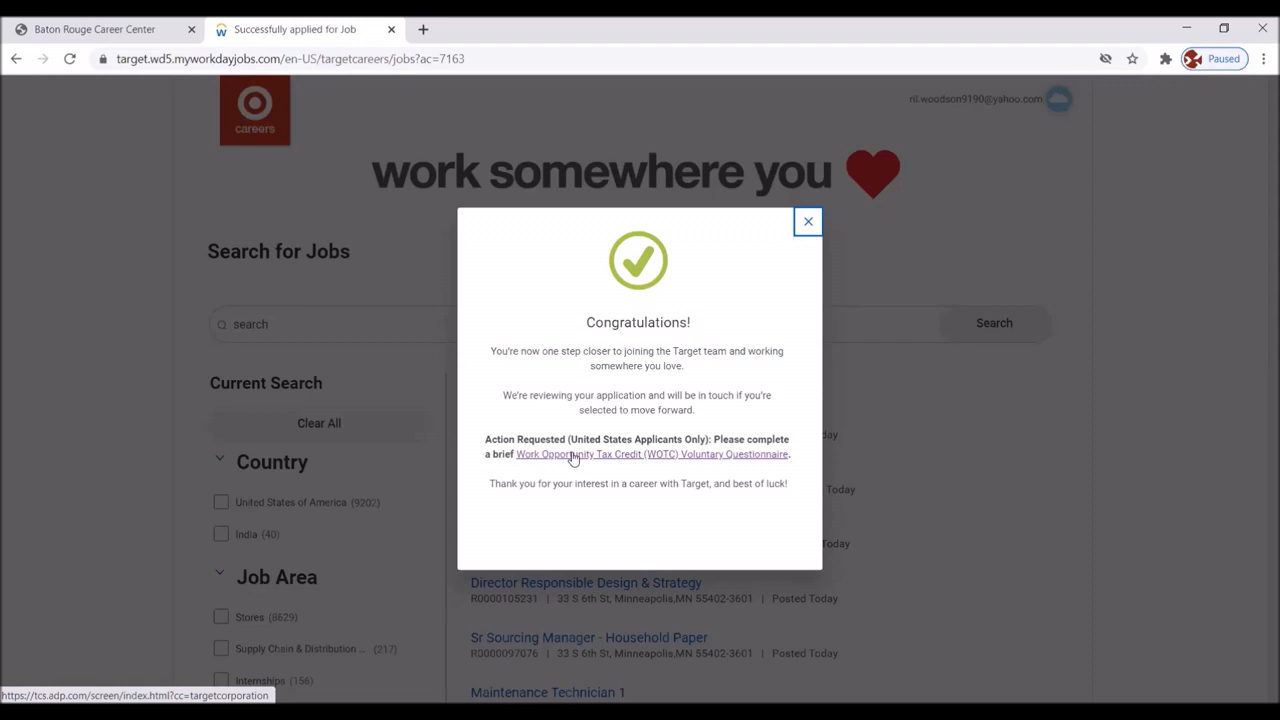 Baton Rouge Career Center
Successfully applied for Job
target.wd5.myworkdayjobs.com/en-US/targetcareers/jobs?ac=7163
Paused
careers
ril.woodson9190@yahoo.com
work somewhere you
Search for Jobs
search
Search
Current Search
Clear All
Country
United States of America (9202)
India (40)
Job Area
Stores (8629)
Supply Chain & Distribution ... (217)
Internships (156)
Congratulations!
You're now one step closer to joining the Target team and working
somewhere you love.
We're reviewing your application and will be in touch if you're
selected to move forward.
Action Requested (United States Applicants Only): Please complete
a brief Work Opportunity Tax Credit (WOTC) Voluntary Questionnaire.
Thank you for your interest in a career with Target, and best of luck!
Today
Today
Director Responsible Design & Strategy
R0000105231 | 33 S 6th St, Minneapolis,MN 55402-3601 | Posted Today
Sr Sourcing Manager - Household Paper
R0000097076 | 33 S 6th St, Minneapolis,MN 55402-3601 | Posted Today
Maintenance Technician 1
https://tcs.adp.com/screen/index.html?cc=targetcorporation